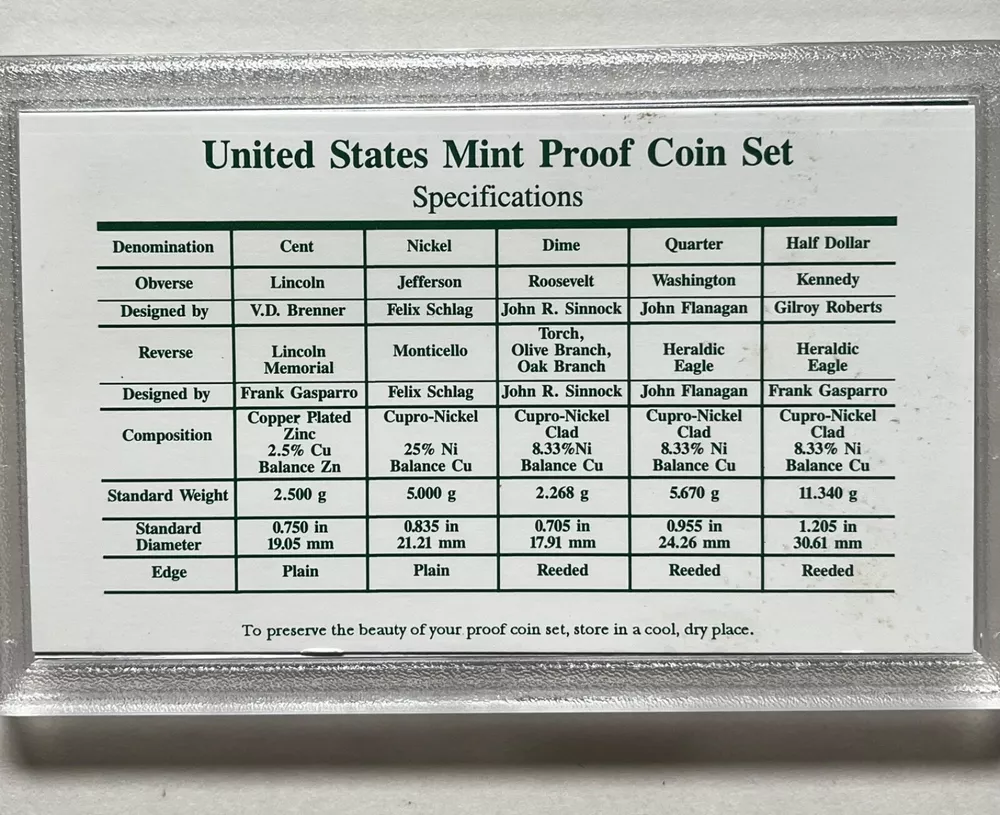 United States Mint Proof Coin Set
Specifications
Denomination Cent Nickel Dime Quarter Half Dollar
Obverse Lincoln Jefferson Roosevelt Washington Kennedy
Designed by V.D. Brenner Felix Schlag John R. Sinnock John Flanagan Gilroy Roberts
Reverse Lincoln Memorial Monticello Torch, Olive Branch, Oak Branch Heraldic Eagle Heraldic Eagle
Designed by Frank Gasparro Felix Schlag John R. Sinnock John Flanagan Frank Gasparro
Composition Copper Plated Zinc 2.5% Cu Balance Zn Cupro-Nickel 25% Ni Balance Cu Cupro-Nickel Clad 8.33%Ni Balance Cu Cupro-Nickel Clad 8.33% Ni Balance Cu Cupro-Nickel Clad 8.33% Ni Balance Cu
Standard Weight 2.500 g 5.000 g 2.268 g 5.670 g 11.340 g
Standard Diameter 0.750 in 19.05 mm 0.835 in 21.21 mm 0.705 in 17.91 mm 0.955 in 24.26 mm 1.205 in 30.61 mm
Edge Plain Plain Reeded Reeded Reeded
To preserve the beauty of your proof coin set, store in a cool, dry place.